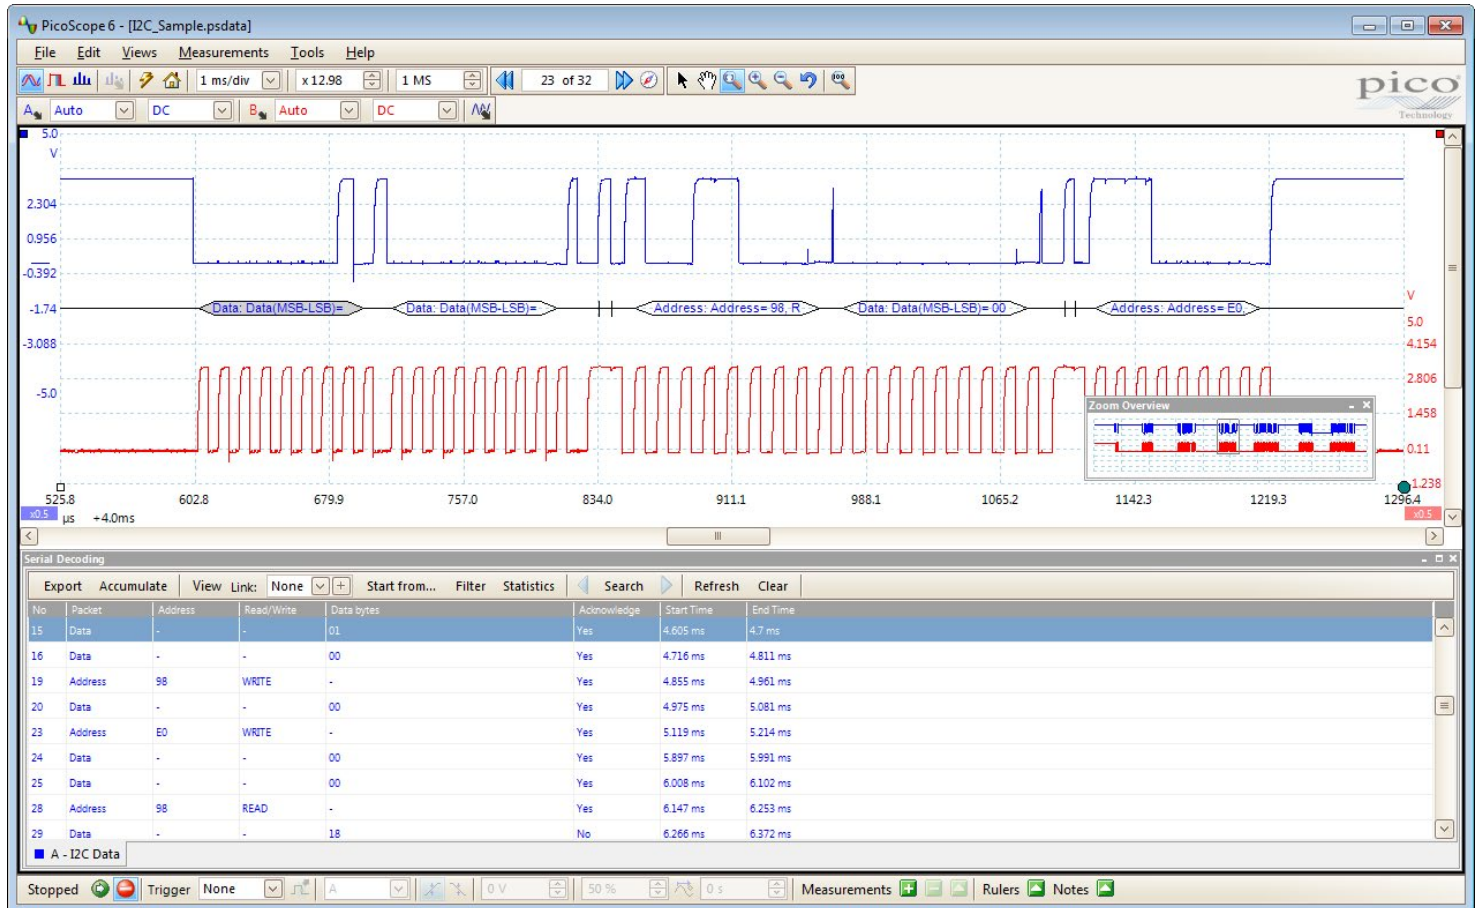 PicoScope 6 - [I2C_Sample.psdata]
File Edit Views Measurements Tools Help
1 ms/div x 12.98 1 MS 23 of 32
pico
Technology
A Auto DC B Auto DC
5.0
V
2.304
0.956
-0.392
-1.74
-3.088
-5.0
Data: Data(MSB-LSB)= Data: Data(MSB-LSB)= Address: Address= 98, R Data: Data(MSB-LSB)= 00 Address: Address= E0,
V
5.0
4.154
2.806
1.458
0.11
-1.238
Zoom Overview
525.8 602.8 679.9 757.0 834.0 911.1 988.1 1065.2 1142.3 1219.3 1296.4
x0.5 µs +4.0ms x0.5
Serial Decoding
Export Accumulate View Link: None Start from... Filter Statistics Search Refresh Clear
No Packet Address Read/Write Data bytes Acknowledge Start Time End Time
15 Data - - 01 Yes 4.605 ms 4.7 ms
16 Data - - 00 Yes 4.716 ms 4.811 ms
19 Address 98 WRITE - Yes 4.855 ms 4.961 ms
20 Data - - 00 Yes 4.975 ms 5.081 ms
23 Address E0 WRITE - Yes 5.119 ms 5.214 ms
24 Data - - 00 Yes 5.897 ms 5.991 ms
25 Data - - 00 Yes 6.008 ms 6.102 ms
28 Address 98 READ - Yes 6.147 ms 6.253 ms
29 Data - - 18 No 6.266 ms 6.372 ms
A - I2C Data
Stopped Trigger None A 0 V 50 % 0 s Measurements Rulers Notes